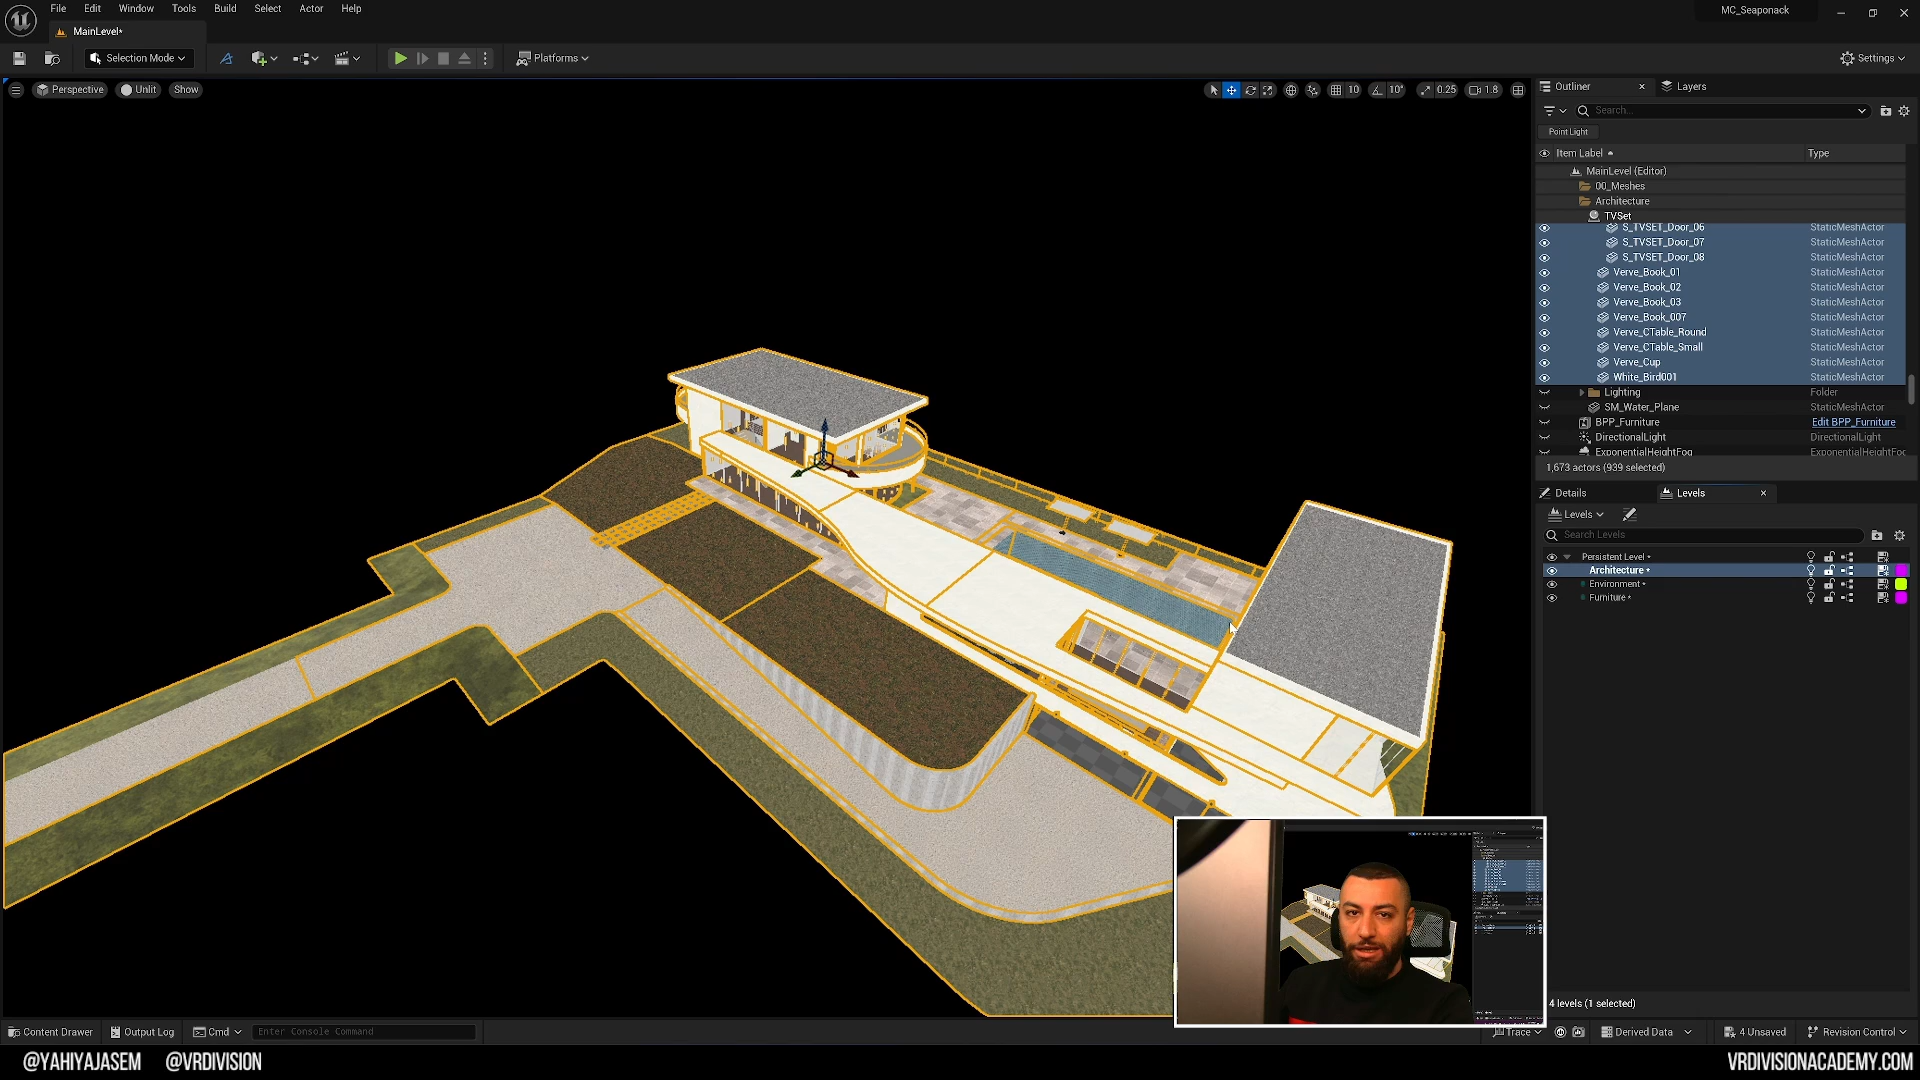 File Edit Window Tools Build Select Actor Help
MC_Seaponack
MainLevel*
Selection Mode
Platforms
Settings
Perspective
Unlit
Show
10
10°
0.25
1.8
Outliner
Layers
Search...
Point Light
Item Label
Type
MainLevel (Editor)
00_Meshes
Architecture
TVSet
S_TVSET_Door_06 StaticMeshActor
S_TVSET_Door_07 StaticMeshActor
S_TVSET_Door_08 StaticMeshActor
Verve_Book_01 StaticMeshActor
Verve_Book_02 StaticMeshActor
Verve_Book_03 StaticMeshActor
Verve_Book_007 StaticMeshActor
Verve_CTable_Round StaticMeshActor
Verve_CTable_Small StaticMeshActor
Verve_Cup StaticMeshActor
White_Bird001 StaticMeshActor
Lighting Folder
SM_Water_Plane StaticMeshActor
BPP_Furniture Edit BPP_Furniture
DirectionalLight DirectionalLight
ExponentialHeightFog ExponentialHeightFog
1,673 actors (939 selected)
Details
Levels
Levels
Search Levels
Persistent Level *
Architecture *
Environment *
Furniture *
4 levels (1 selected)
Content Drawer
Output Log
Cmd
Enter Console Command
Trace
Derived Data
4 Unsaved
Revision Control
@YAHIYAJASEM @VRDIVISION
VRDIVISIONACADEMY.COM